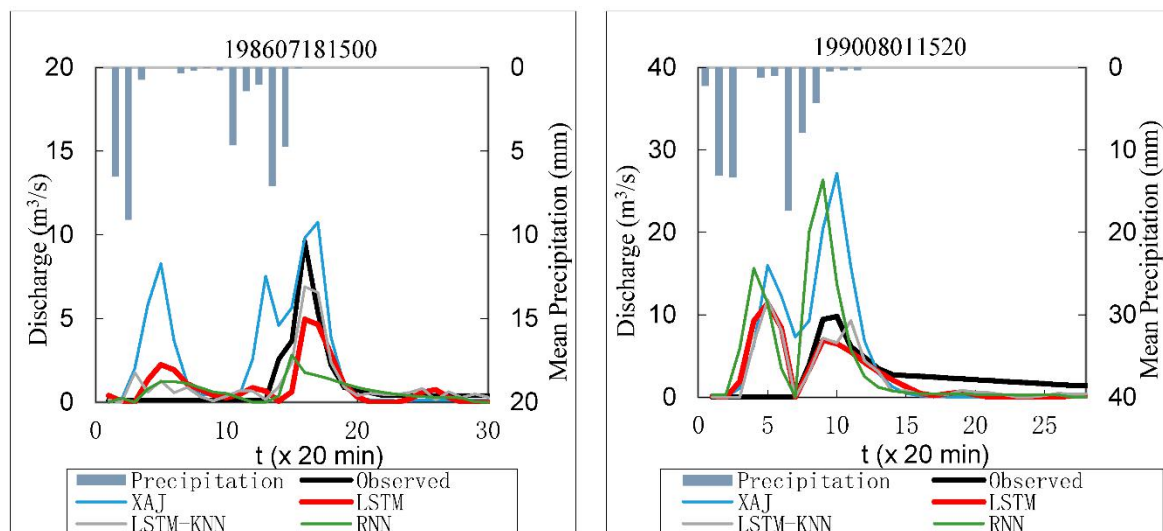 198607181500
20
15
10
5
0
0
5
10
15
20
0 10 20 30
Discharge (m³/s)
Mean Precipitation (mm)
t (x 20 min)
Precipitation Observed
XAJ LSTM
LSTM-KNN RNN
199008011520
40
30
20
10
0
0
10
20
30
40
0 5 10 15 20 25
Discharge (m³/s)
Mean Precipitation (mm)
t (x 20 min)
Precipitation Observed
XAJ LSTM
LSTM-KNN RNN